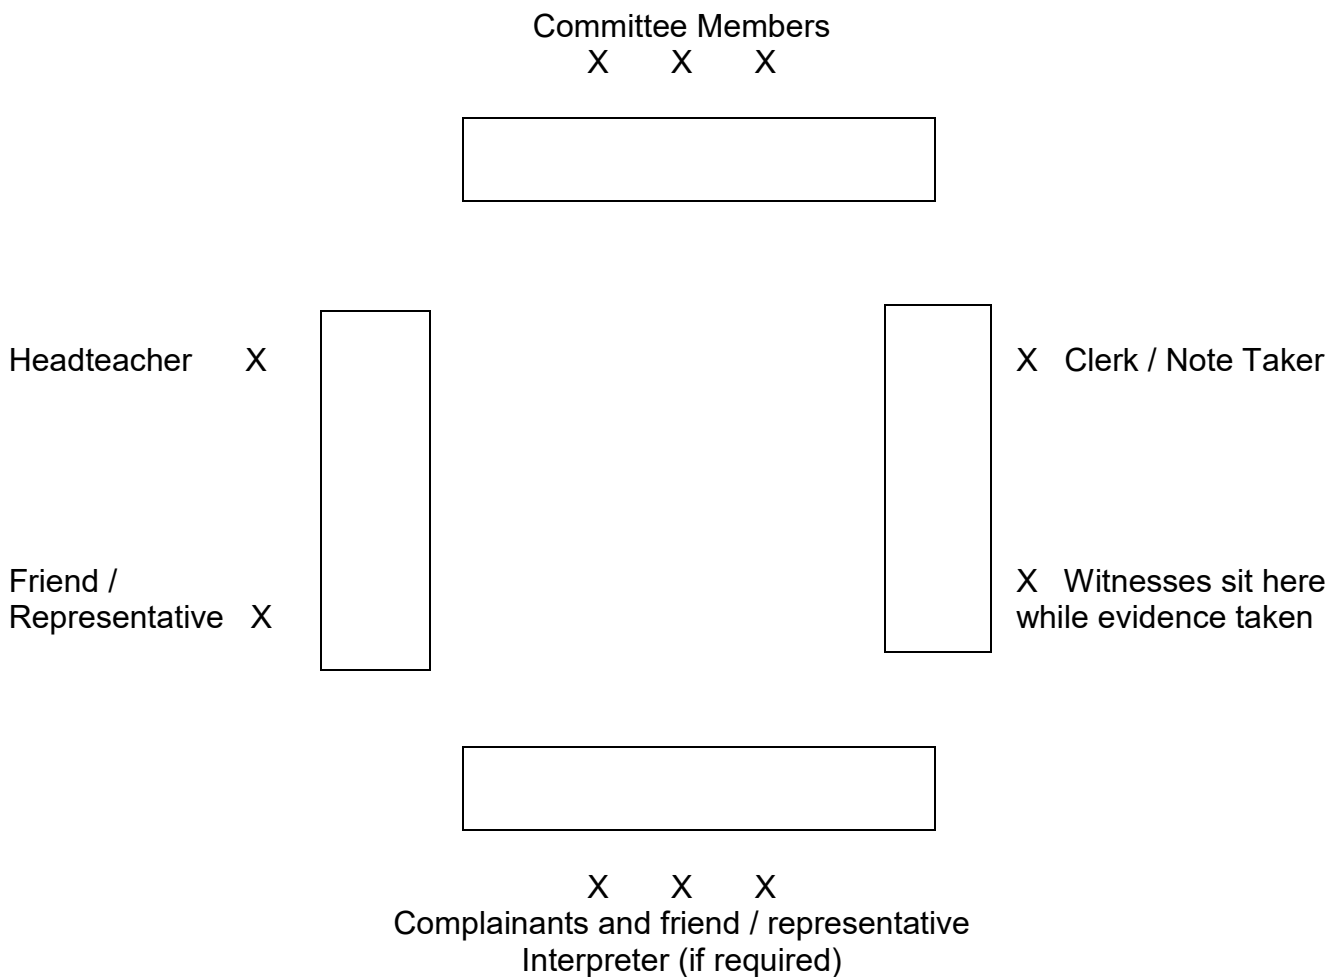 Committee Members
X X X
Headteacher X
X Clerk / Note Taker
Friend /
Representative X
X Witnesses sit here
while evidence taken
X X X
Complainants and friend / representative
Interpreter (if required)